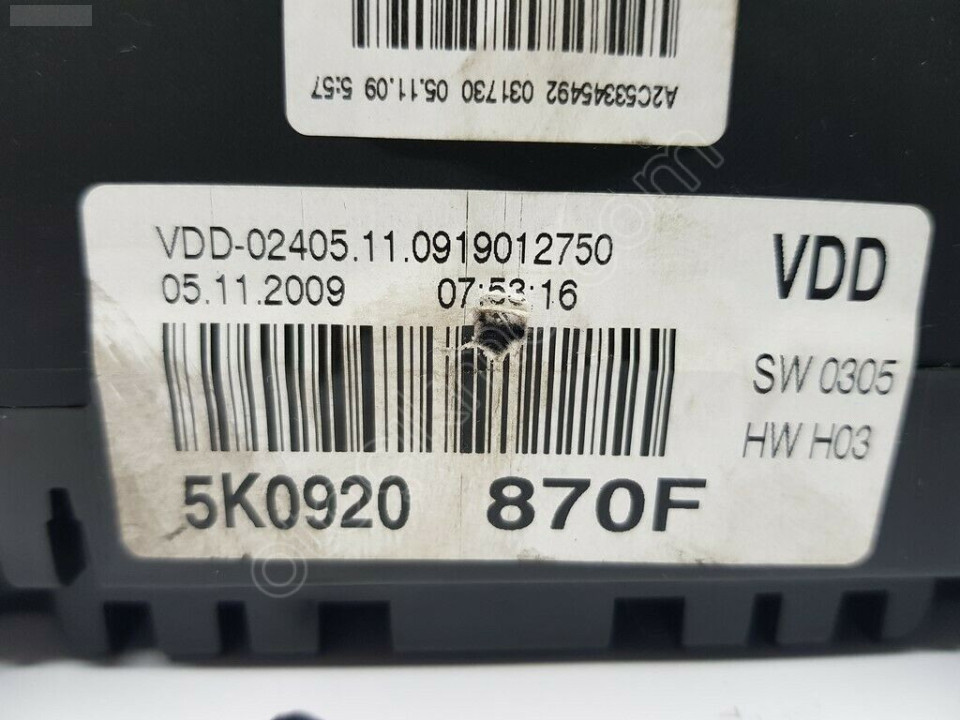 A2C53345492 031730 05.11.09 5:57
VDD-02405.11.0919012750
05.11.2009 07:53:16
VDD
SW 0305
HW H03
5K0920 870F